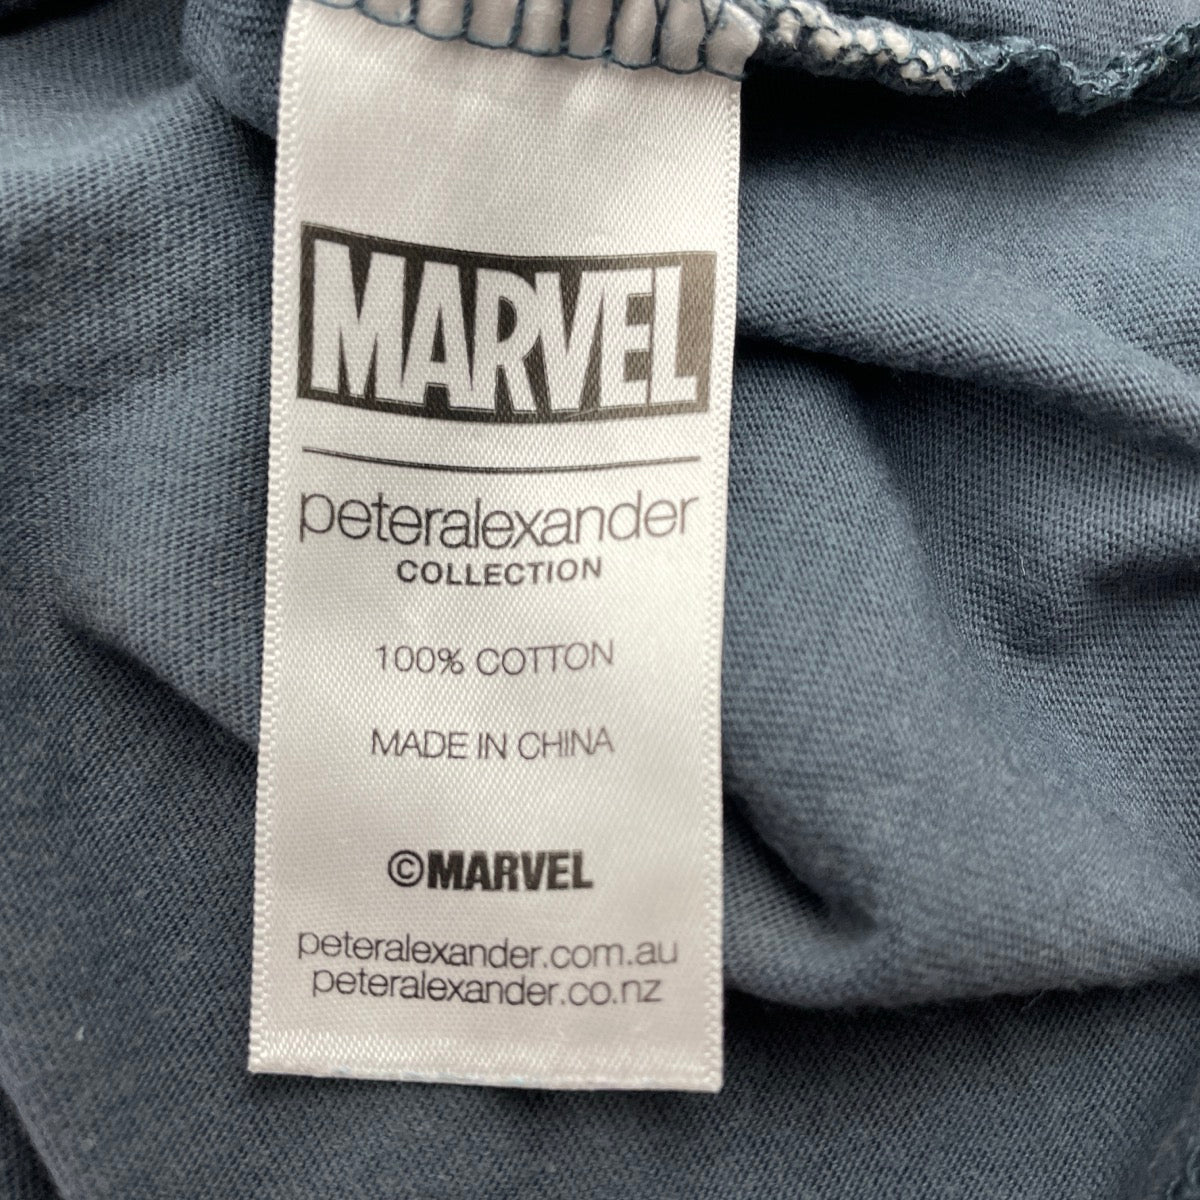 MARVEL
peteralexander
COLLECTION
100% COTTON
MADE IN CHINA
©MARVEL
peteralexander.com.au
peteralexander.co.nz